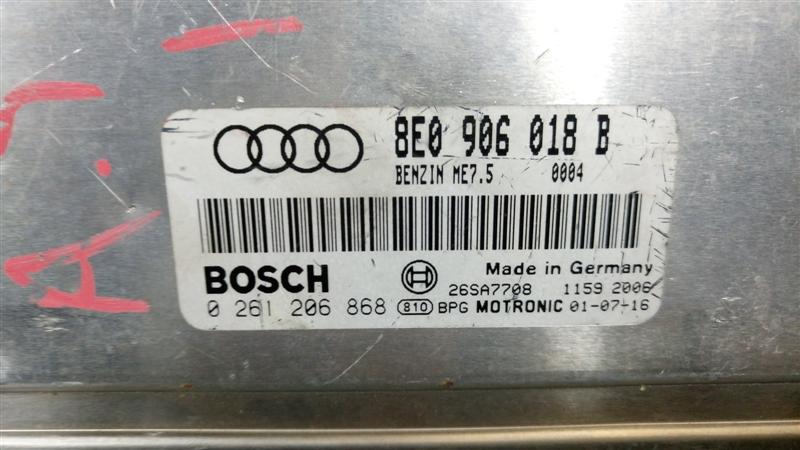 8E0 906 018 B
BENZIN ME7.5 0004
BOSCH Made in Germany
26SA7708 1159 2006
0 261 206 868 810 BPG MOTRONIC 01-07-16